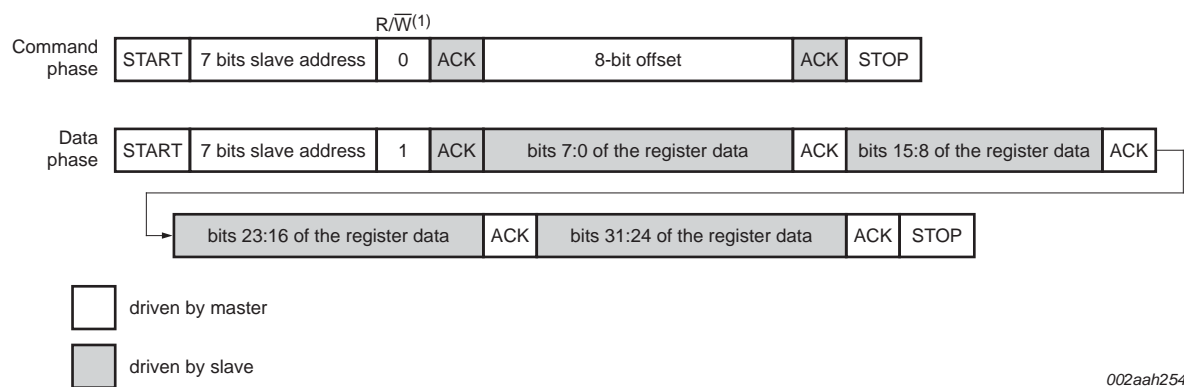 R/W(1)
Command phase START 7 bits slave address 0 ACK 8-bit offset ACK STOP
Data phase START 7 bits slave address 1 ACK bits 7:0 of the register data ACK bits 15:8 of the register data ACK
bits 23:16 of the register data ACK bits 31:24 of the register data ACK STOP
driven by master
driven by slave
002aah254